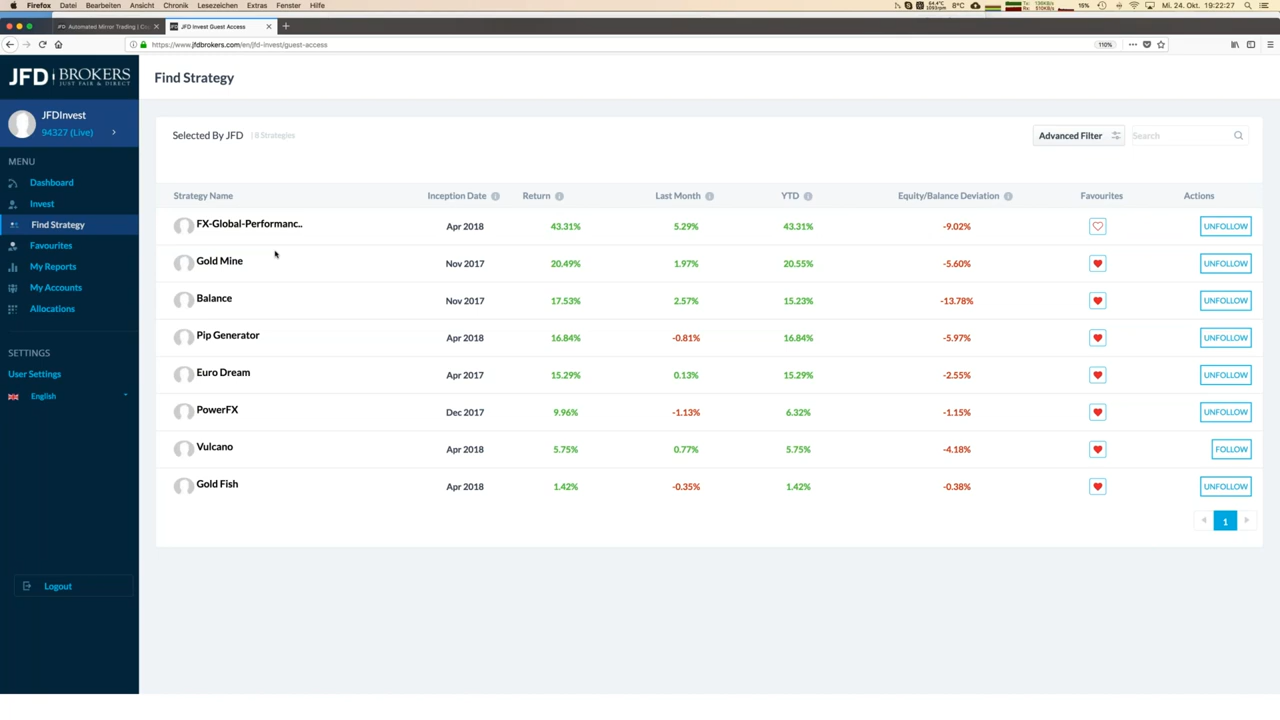 Firefox Datei Bearbeiten Ansicht Chronik Lesezeichen Extras Fenster Hilfe 8°C 15% Mi. 24. Okt. 19:22:27
JFD Automated Mirror Trading | Co JFD Invest Guest Access
https://www.jfdbrokers.com/en/jfd-invest/guest-access 110%
JFD BROKERS
JUST FAIR & DIRECT
Find Strategy
JFDInvest
94327 (Live)
MENU
Dashboard
Invest
Find Strategy
Favourites
My Reports
My Accounts
Allocations
SETTINGS
User Settings
English
Logout
Selected By JFD | 8 Strategies Advanced Filter Search
Strategy Name Inception Date Return Last Month YTD Equity/Balance Deviation Favourites Actions
FX-Global-Performanc.. Apr 2018 43.31% 5.29% 43.31% -9.02% UNFOLLOW
Gold Mine Nov 2017 20.49% 1.97% 20.55% -5.60% UNFOLLOW
Balance Nov 2017 17.53% 2.57% 15.23% -13.78% UNFOLLOW
Pip Generator Apr 2018 16.84% -0.81% 16.84% -5.97% UNFOLLOW
Euro Dream Apr 2017 15.29% 0.13% 15.29% -2.55% UNFOLLOW
PowerFX Dec 2017 9.96% -1.13% 6.32% -1.15% UNFOLLOW
Vulcano Apr 2018 5.75% 0.77% 5.75% -4.18% FOLLOW
Gold Fish Apr 2018 1.42% -0.35% 1.42% -0.38% UNFOLLOW
1